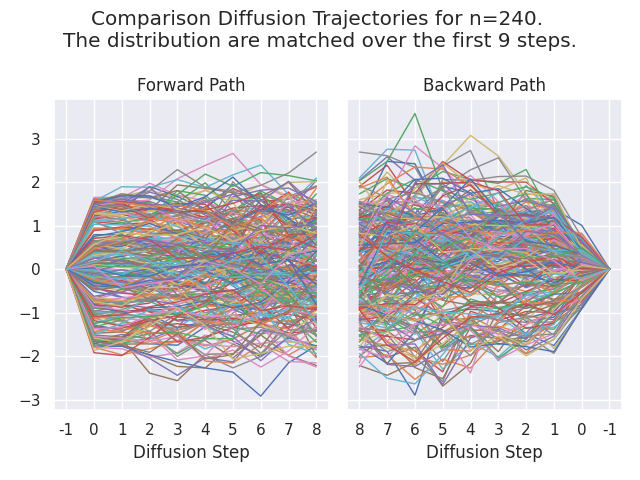 Comparison Diffusion Trajectories for n=240.
The distribution are matched over the first 9 steps.
Forward Path
Backward Path
3
2
1
0
−1
−2
−3
-1 0 1 2 3 4 5 6 7 8
8 7 6 5 4 3 2 1 0 -1
Diffusion Step
Diffusion Step